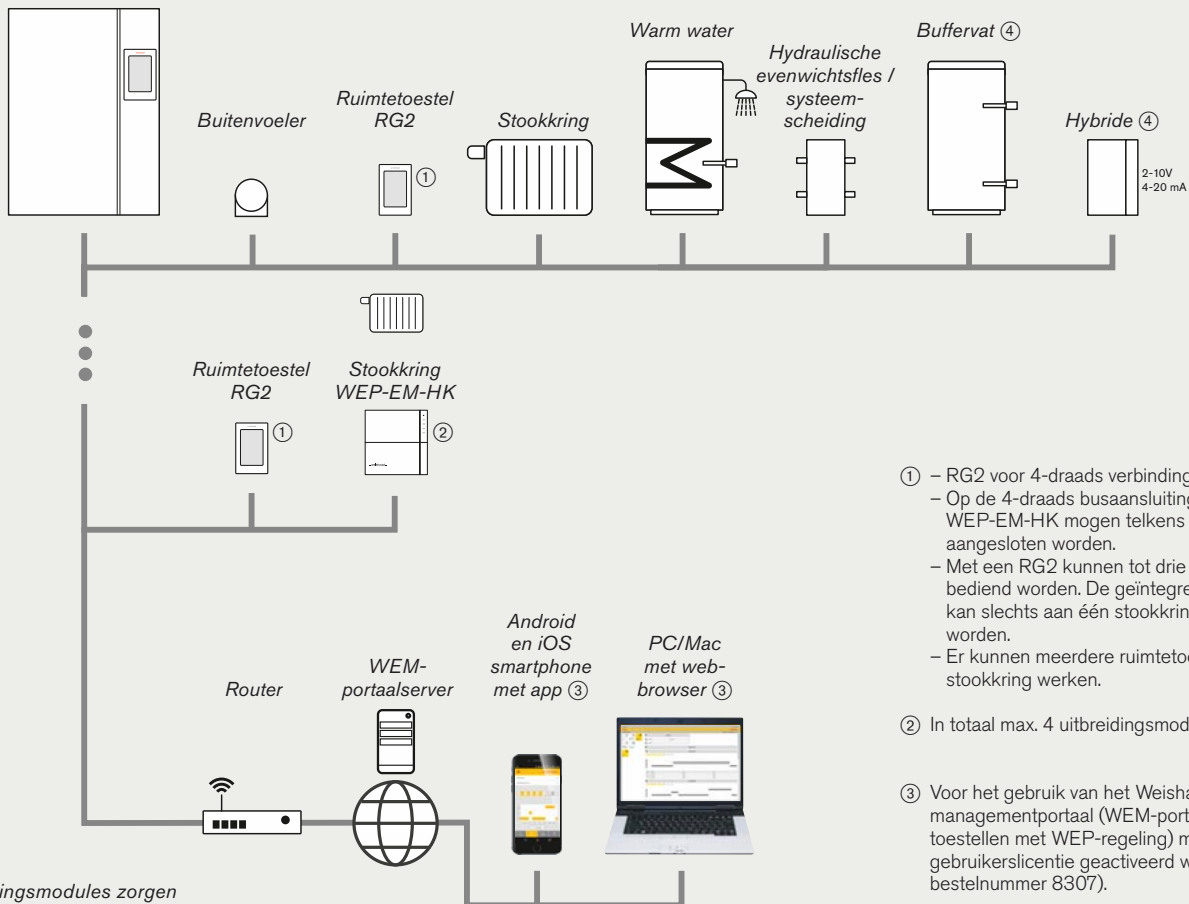 Warm water
Buffervat ④
Hydraulische
evenwichtsfles /
systeem-
scheiding
Ruimtetoestel
RG2
Buitenvoeler
Stookkring
Hybride ④
①
2-10V
4-20 mA
Ruimtetoestel
RG2
Stookkring
WEP-EM-HK
①
②
① – RG2 voor 4-draads verbinding
– Op de 4-draads busaansluiting
WEP-EM-HK mogen telkens
aangesloten worden.
– Met een RG2 kunnen tot drie
bediend worden. De geïntegre
kan slechts aan één stookkrin
worden.
– Er kunnen meerdere ruimtetoe
stookkring werken.
② In totaal max. 4 uitbreidingsmod
③ Voor het gebruik van het Weisha
managementportaal (WEM-port
toestellen met WEP-regeling) m
gebruikerslicentie geactiveerd w
bestelnummer 8307).
Router
WEM-
portaalserver
Android
en iOS
smartphone
met app ③
PC/Mac
met web-
browser ③
ingsmodules zorgen